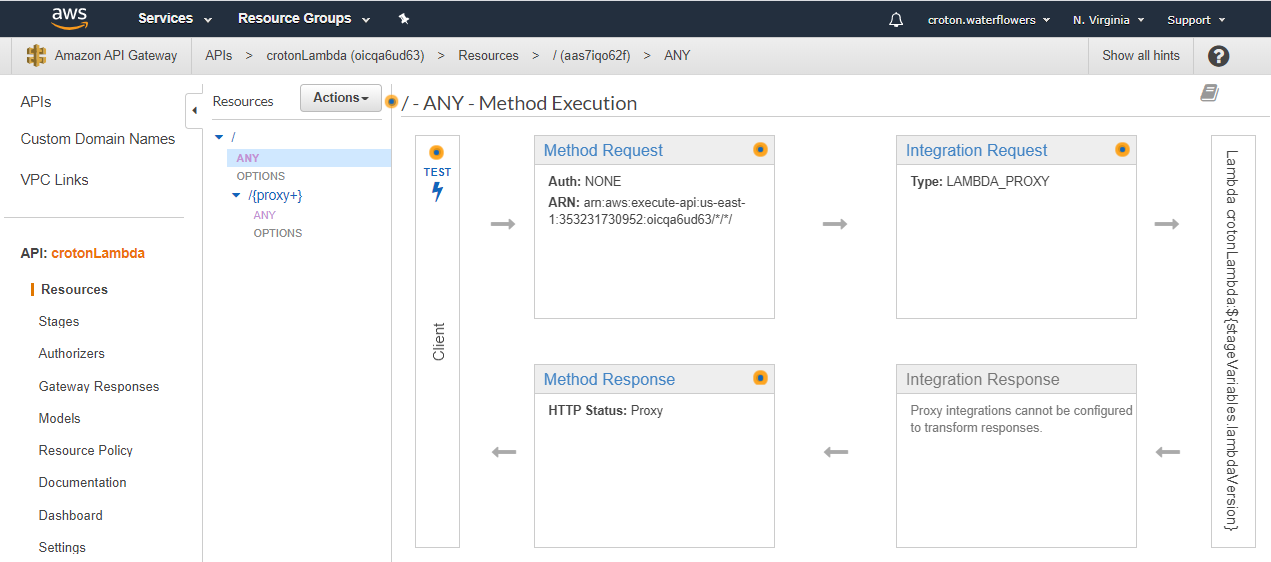 aws Services Resource Groups croton.waterflowers N. Virginia Support
Amazon API Gateway APIs > crotonLambda (oicqa6ud63) > Resources > / (aas7iqo62f) > ANY Show all hints ?
APIs
Custom Domain Names
VPC Links
API: crotonLambda
Resources
Stages
Authorizers
Gateway Responses
Models
Resource Policy
Documentation
Dashboard
Settings
Resources Actions
/
ANY
OPTIONS
/{proxy+}
ANY
OPTIONS
/ - ANY - Method Execution
TEST
Client
Method Request
Auth: NONE
ARN: arn:aws:execute-api:us-east-
1:353231730952:oicqa6ud63/*/*/
Integration Request
Type: LAMBDA_PROXY
Lambda crotonLambda:${stageVariables.lambdaVersion}
Method Response
HTTP Status: Proxy
Integration Response
Proxy integrations cannot be configured
to transform responses.